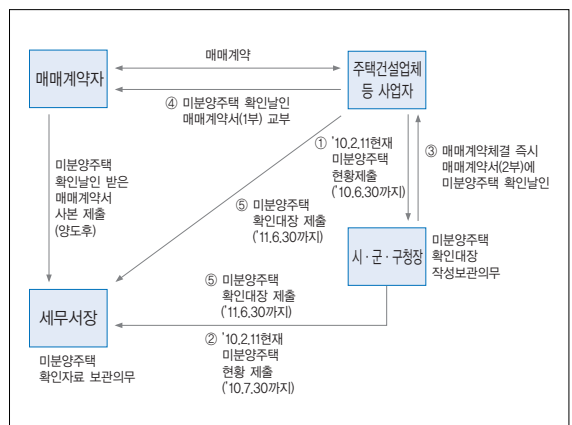 매매계약
매매계약자
주택건설업체
등 사업자
④ 미분양주택 확인날인
매매계약서(1부) 교부
① '10.2.11현재
미분양주택
현황제출
('10.6.30까지)
③ 매매계약체결 즉시
매매계약서(2부)에
미분양주택 확인날인
미분양주택
확인날인 받은
매매계약서
사본 제출
(양도후)
⑤ 미분양주택
확인대장 제출
('11.6.30까지)
시·군·구청장
미분양주택
확인대장
작성보관의무
⑤ 미분양주택
확인대장 제출
('11.6.30까지)
세무서장
② '10.2.11현재
미분양주택
현황 제출
('10.7.30까지)
미분양주택
확인자료 보관의무